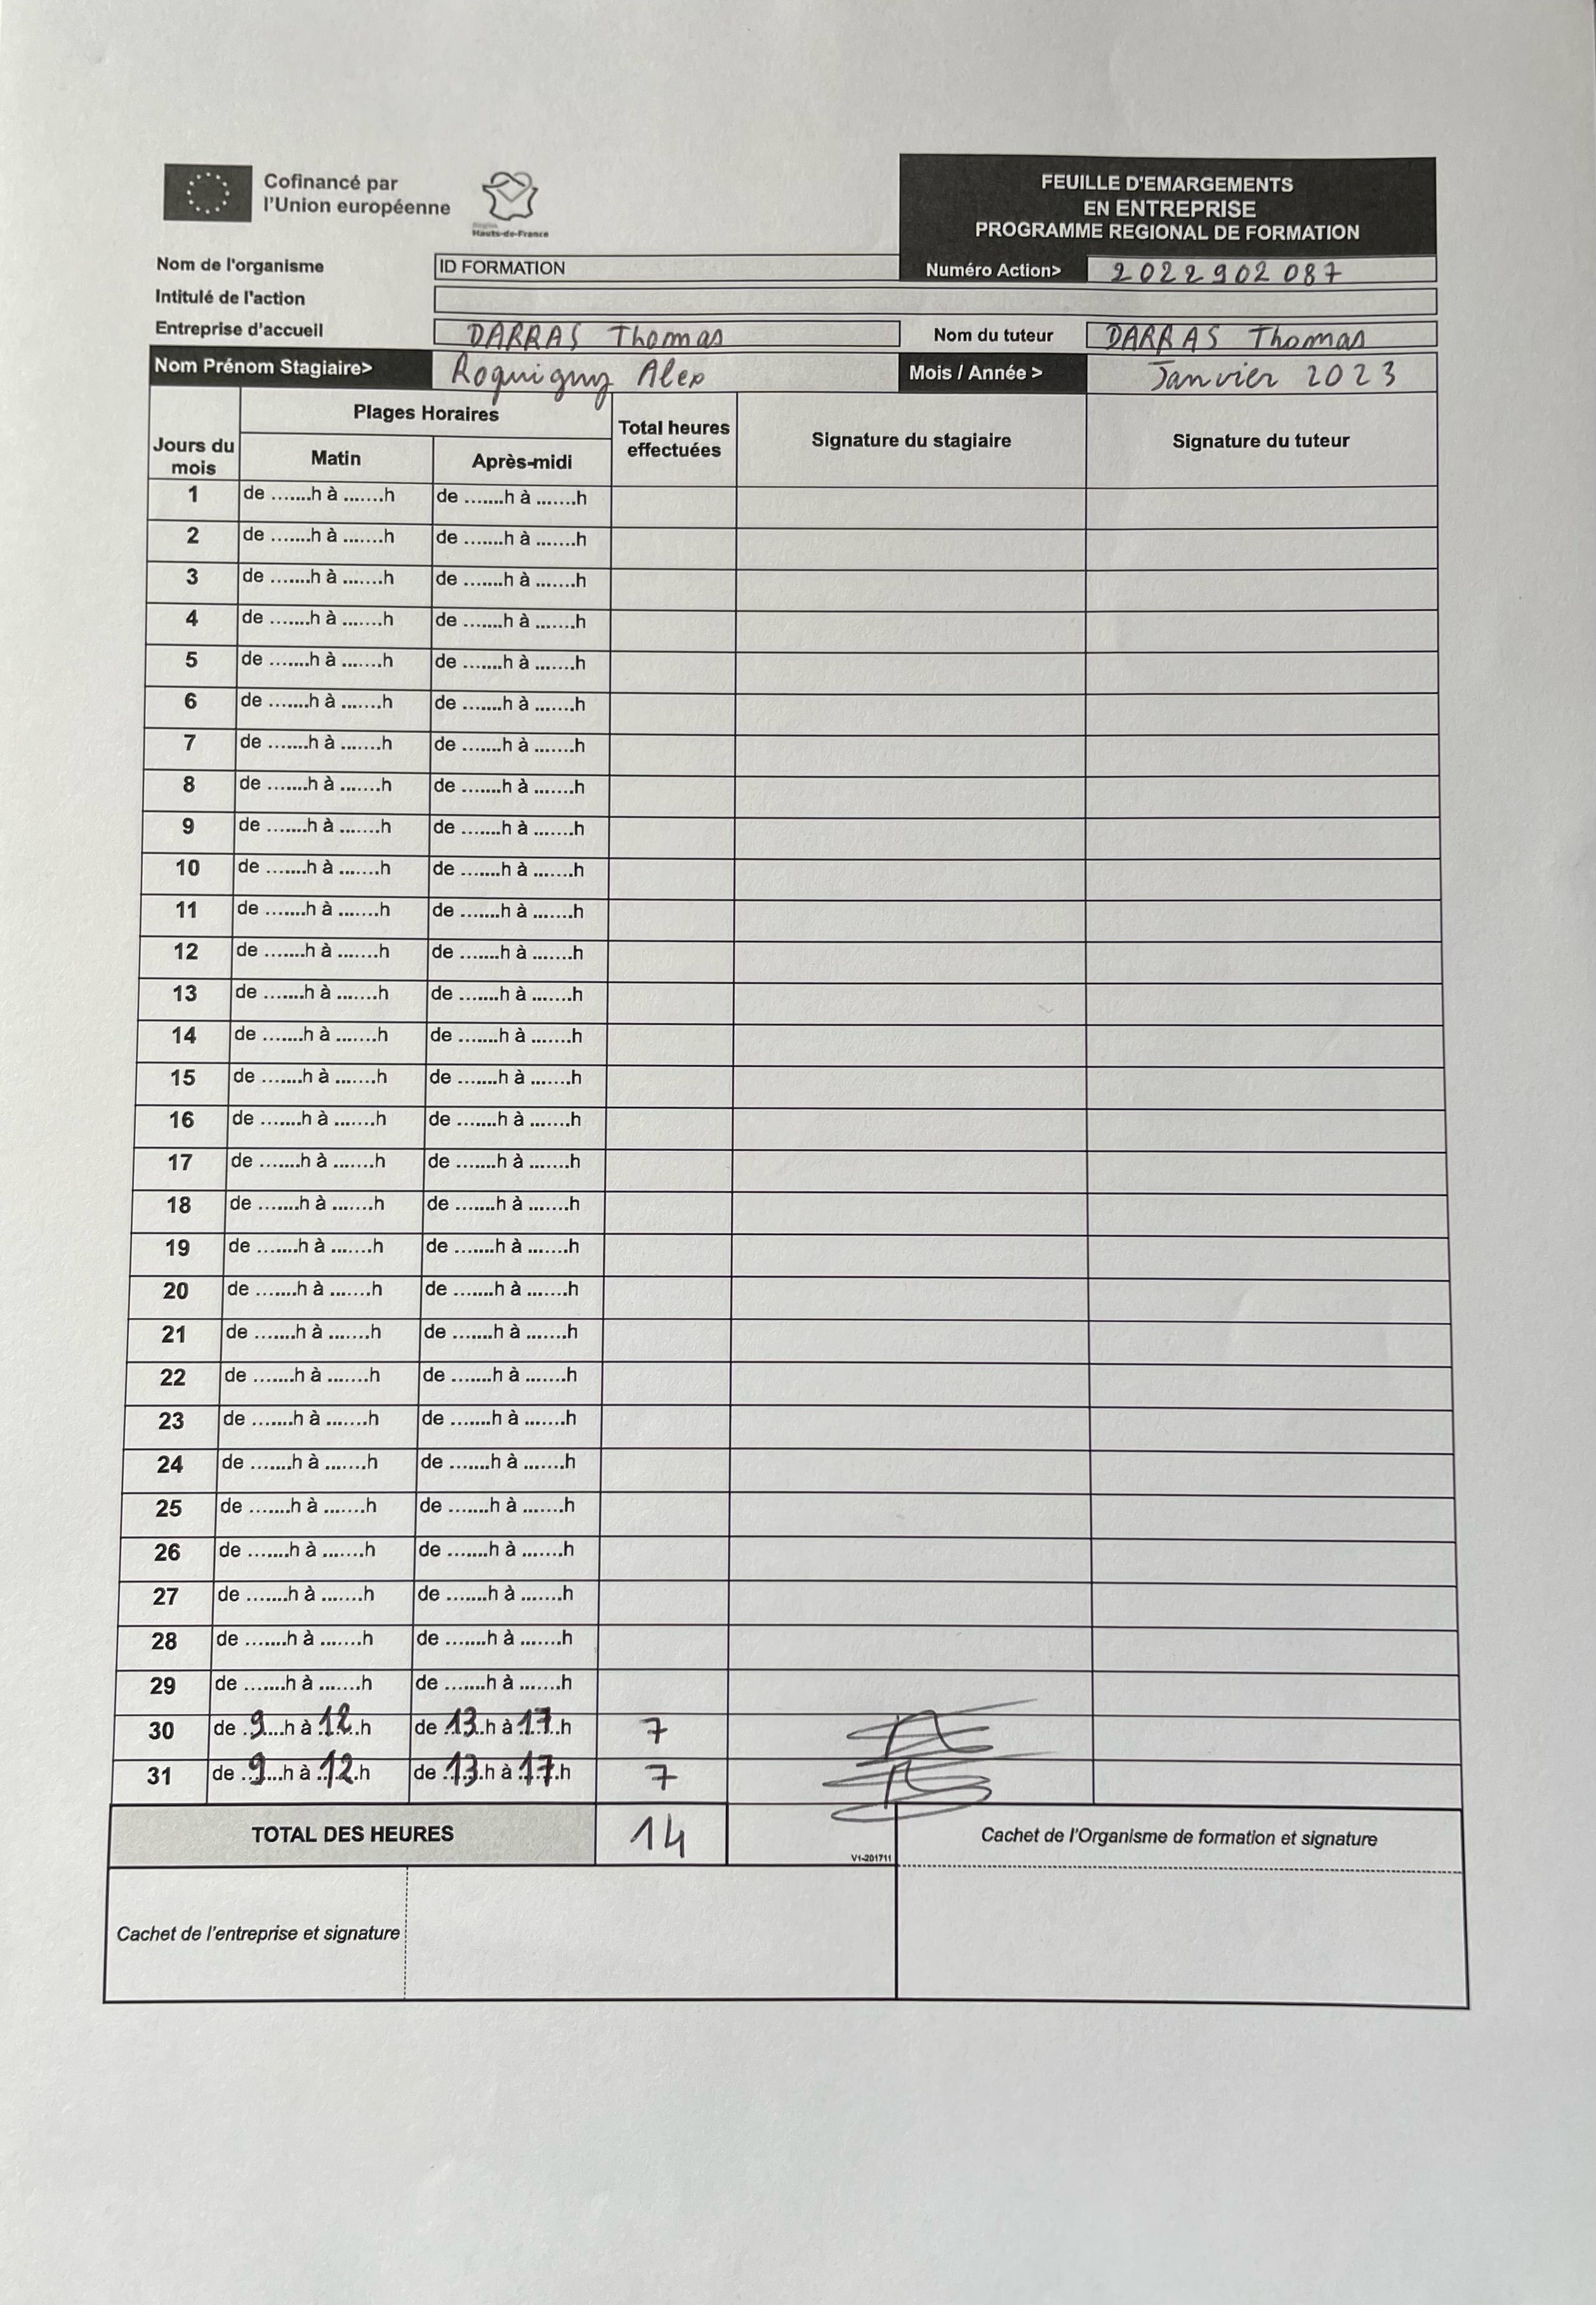 Cofinancé par
l'Union européenne
Hauts-de-France
FEUILLE D'EMARGEMENTS
EN ENTREPRISE
PROGRAMME REGIONAL DE FORMATION
Nom de l'organisme ID FORMATION Numéro Action> 2022902087
Intitulé de l'action
Entreprise d'accueil DARRAS Thomas Nom du tuteur DARRAS Thomas
Nom Prénom Stagiaire> Roquigny Alex Mois / Année > Janvier 2023
Jours du mois Plages Horaires Total heures effectuées Signature du stagiaire Signature du tuteur
Matin Après-midi
1 de .......h à .......h de .......h à .......h
2 de .......h à .......h de .......h à .......h
3 de .......h à .......h de .......h à .......h
4 de .......h à .......h de .......h à .......h
5 de .......h à .......h de .......h à .......h
6 de .......h à .......h de .......h à .......h
7 de .......h à .......h de .......h à .......h
8 de .......h à .......h de .......h à .......h
9 de .......h à .......h de .......h à .......h
10 de .......h à .......h de .......h à .......h
11 de .......h à .......h de .......h à .......h
12 de .......h à .......h de .......h à .......h
13 de .......h à .......h de .......h à .......h
14 de .......h à .......h de .......h à .......h
15 de .......h à .......h de .......h à .......h
16 de .......h à .......h de .......h à .......h
17 de .......h à .......h de .......h à .......h
18 de .......h à .......h de .......h à .......h
19 de .......h à .......h de .......h à .......h
20 de .......h à .......h de .......h à .......h
21 de .......h à .......h de .......h à .......h
22 de .......h à .......h de .......h à .......h
23 de .......h à .......h de .......h à .......h
24 de .......h à .......h de .......h à .......h
25 de .......h à .......h de .......h à .......h
26 de .......h à .......h de .......h à .......h
27 de .......h à .......h de .......h à .......h
28 de .......h à .......h de .......h à .......h
29 de .......h à .......h de .......h à .......h
30 de 9 h à 12 h de 13 h à 17 h 7
31 de 9 h à 12 h de 13 h à 17 h 7
TOTAL DES HEURES 14 V1-201711 Cachet de l'Organisme de formation et signature
Cachet de l'entreprise et signature